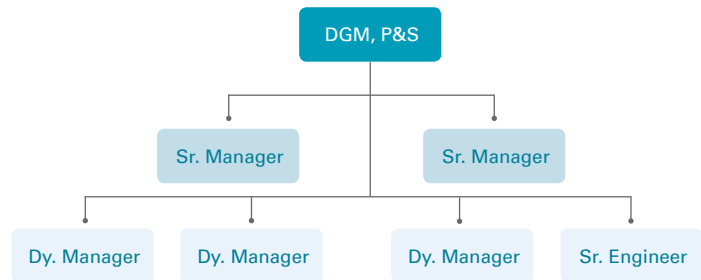 DGM, P&S
Sr. Manager
Sr. Manager
Dy. Manager
Dy. Manager
Dy. Manager
Sr. Engineer